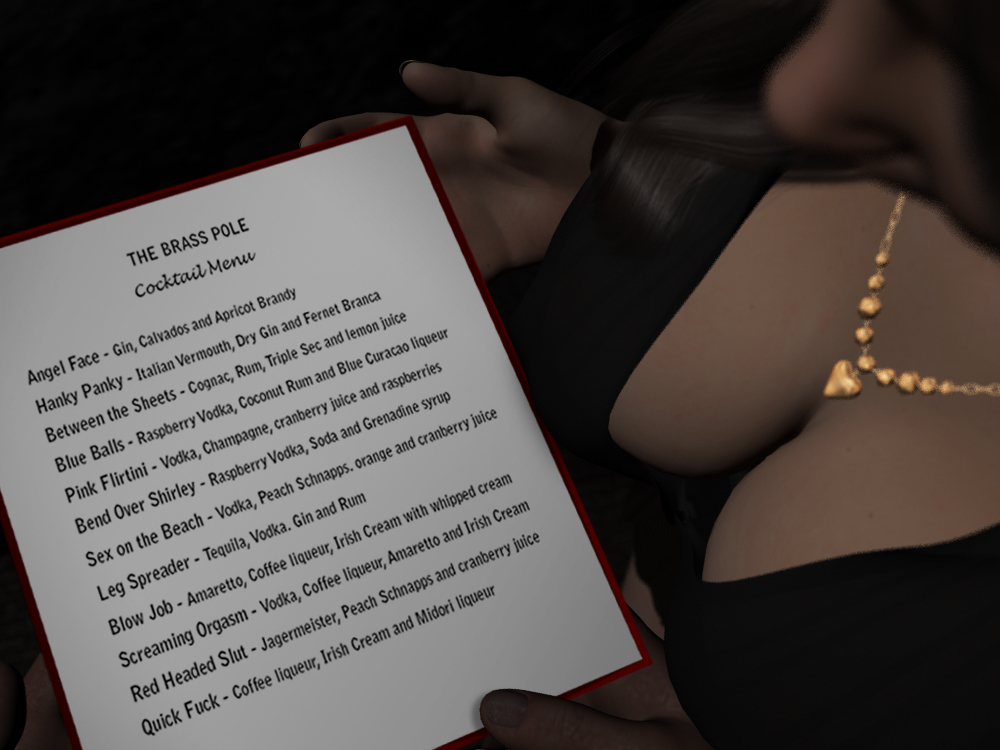 THE BRASS POLE
Cocktail Menu
Angel Face - Gin, Calvados and Apricot Brandy
Hanky Panky - Italian Vermouth, Dry Gin and Fernet Branca
Between the Sheets - Cognac, Rum, Triple Sec and lemon juice
Blue Balls - Raspberry Vodka, Coconut Rum and Blue Curacao liqueur
Pink Flirtini - Vodka, Champagne, cranberry juice and raspberries
Bend Over Shirley - Raspberry Vodka, Soda and Grenadine syrup
Sex on the Beach - Vodka, Peach Schnapps. orange and cranberry juice
Leg Spreader - Tequila, Vodka. Gin and Rum
Blow Job - Amaretto, Coffee liqueur, Irish Cream with whipped cream
Screaming Orgasm - Vodka, Coffee liqueur, Amaretto and Irish Cream
Red Headed Slut - Jagermeister, Peach Schnapps and cranberry juice
Quick Fuck - Coffee liqueur, Irish Cream and Midori liqueur